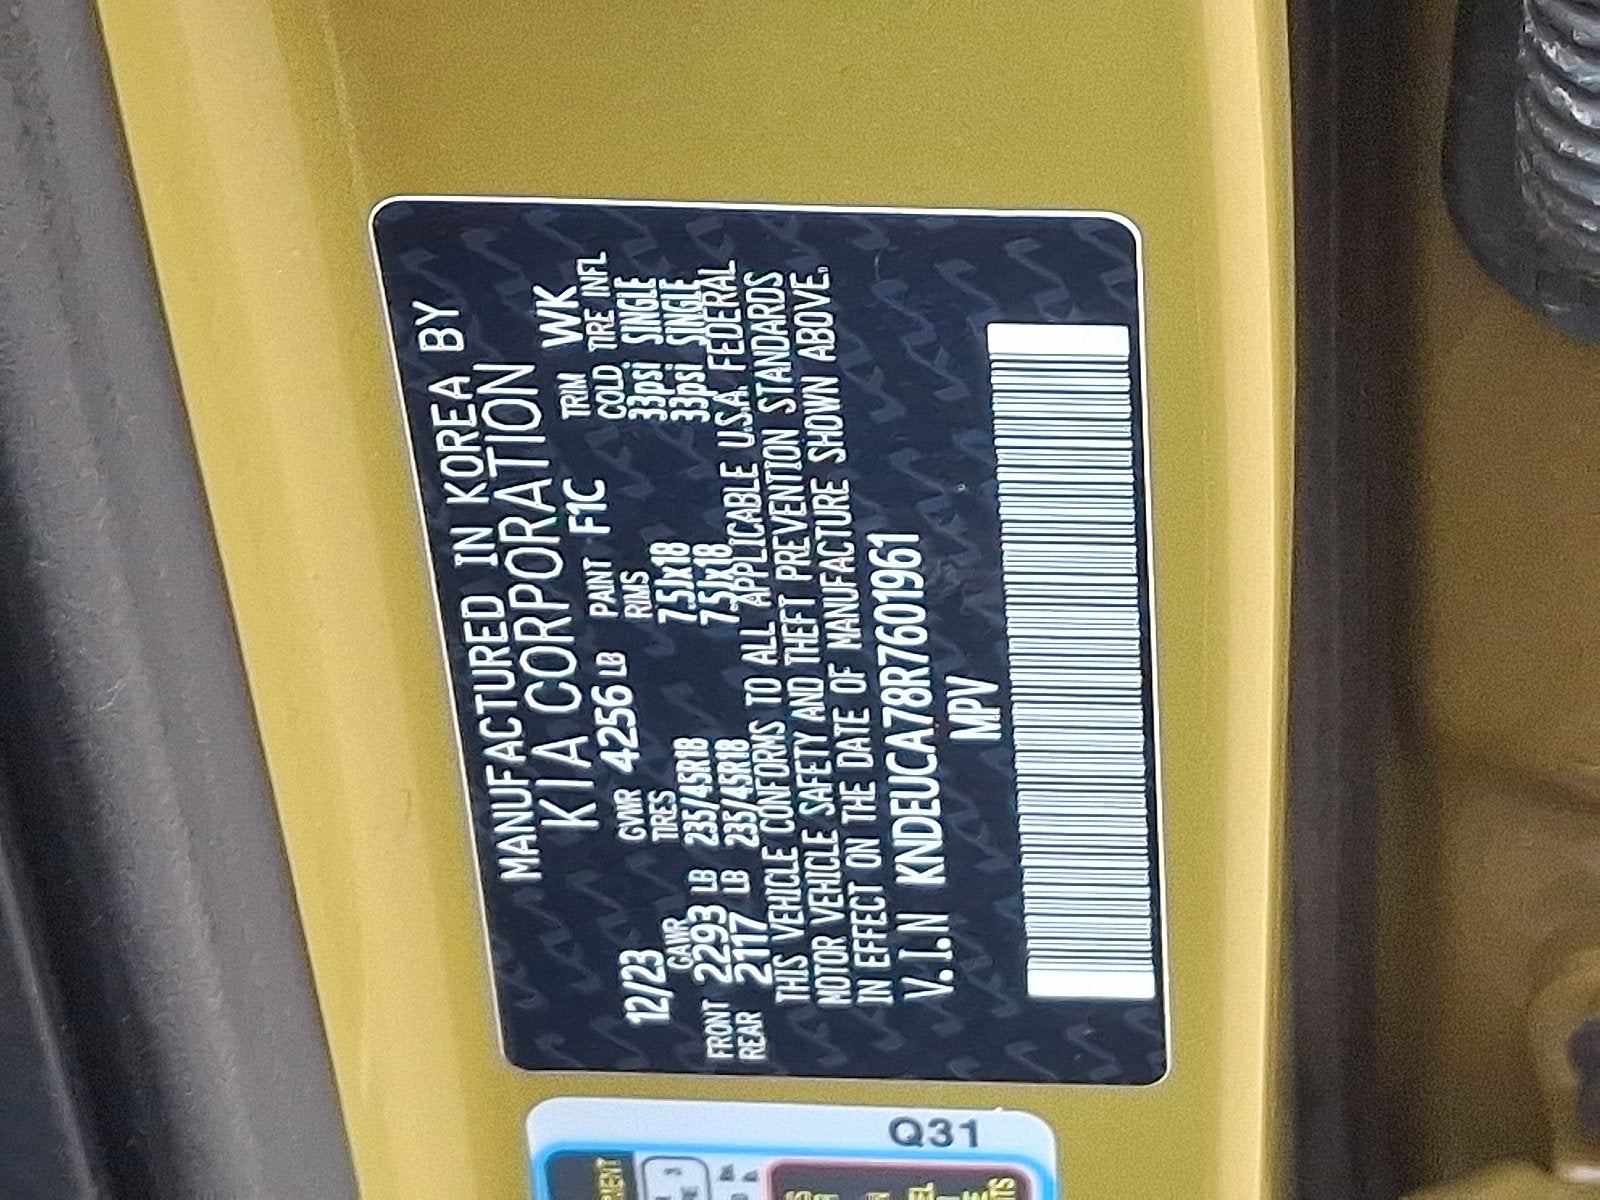 MANUFACTURED IN KOREA BY
KIA CORPORATION
12/23 GVWR 4256 LB PAINT F1C TRIM WK
GAWR TIRES RIMS COLD TIRE INFL
FRONT 2293 LB 235/45R18 7.5Jx18 33psi SINGLE
REAR 2117 LB 235/45R18 7.5Jx18 33psi SINGLE
THIS VEHICLE CONFORMS TO ALL APPLICABLE U.S.A. FEDERAL
MOTOR VEHICLE SAFETY AND THEFT PREVENTION STANDARDS
IN EFFECT ON THE DATE OF MANUFACTURE SHOWN ABOVE.
V.I.N KNDEUCA78R7601961
MPV
Q31